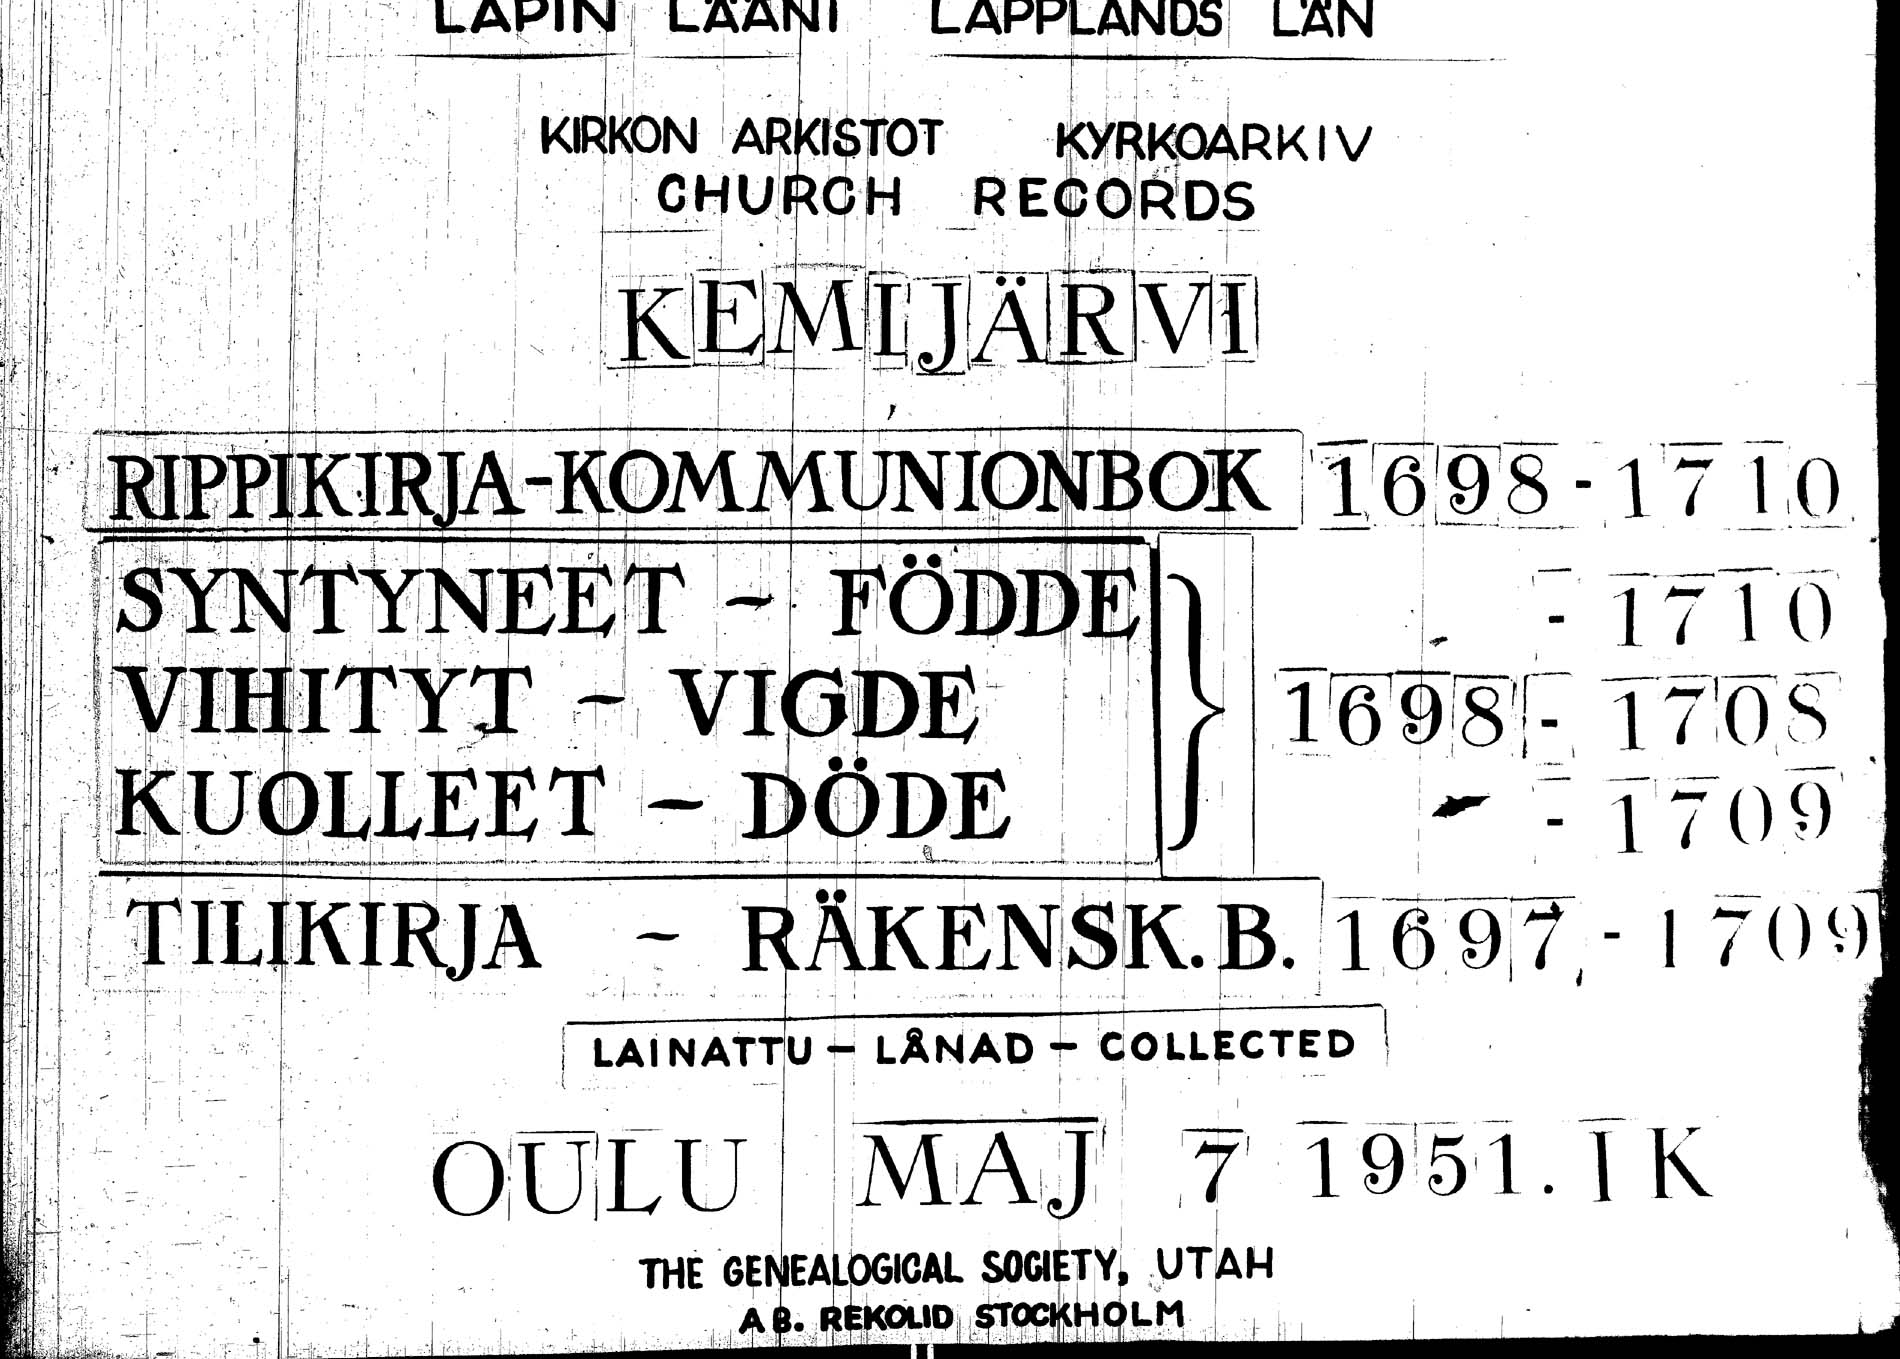 LAPIN LÄÄNI LAPPLANDS LÄN
KIRKON ARKISTOT KYRKOARKIV
CHURCH RECORDS
KEMIJÄRVI
RIPPIKIRJA-KOMMUNIONBOK 1698-1710
SYNTYNEET - FÖDDE - 1710
VIHITYT - VIGDE } 1698 - 1708
KUOLLEET - DÖDE - 1709
TILIKIRJA - RÄKENSK.B. 1697-1709
LAINATTU - LÅNAD - COLLECTED
OULU MAJ 7 1951. IK
THE GENEALOGICAL SOCIETY, UTAH
AB. REKOLID STOCKHOLM